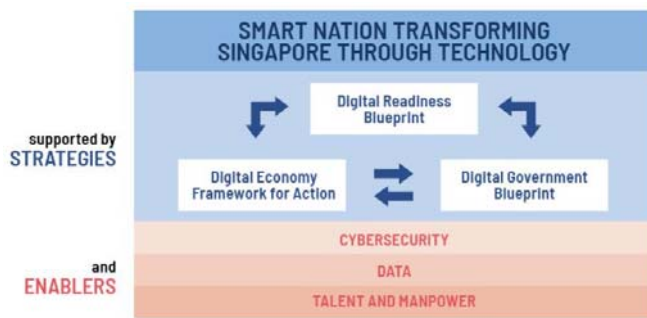 SMART NATION TRANSFORMING
SINGAPORE THROUGH TECHNOLOGY
Digital Readiness
Blueprint
supported by
STRATEGIES
Digital Economy
Framework for Action
Digital Government
Blueprint
CYBERSECURITY
and
ENABLERS
DATA
TALENT AND MANPOWER